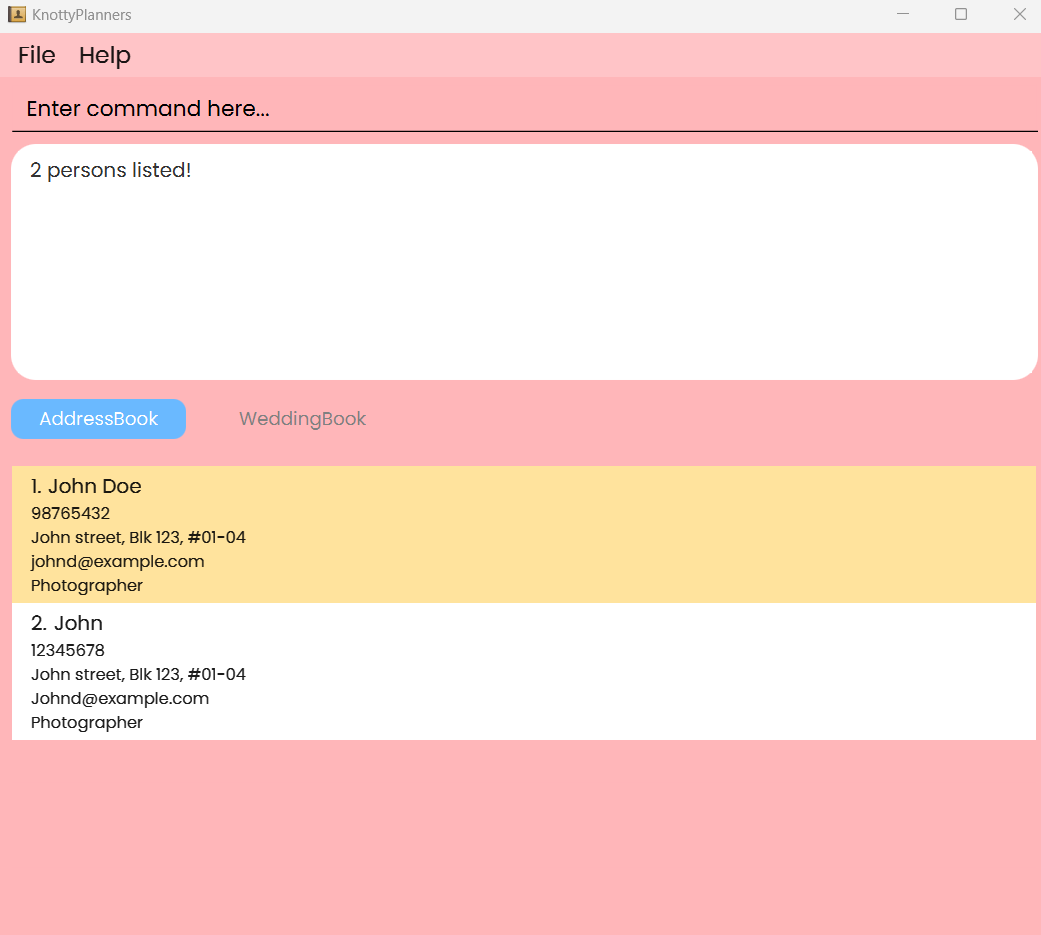 KnottyPlanners
File Help
Enter command here...
2 persons listed!
AddressBook WeddingBook
1. John Doe
98765432
John street, Blk 123, #01-04
johnd@example.com
Photographer
2. John
12345678
John street, Blk 123, #01-04
Johnd@example.com
Photographer